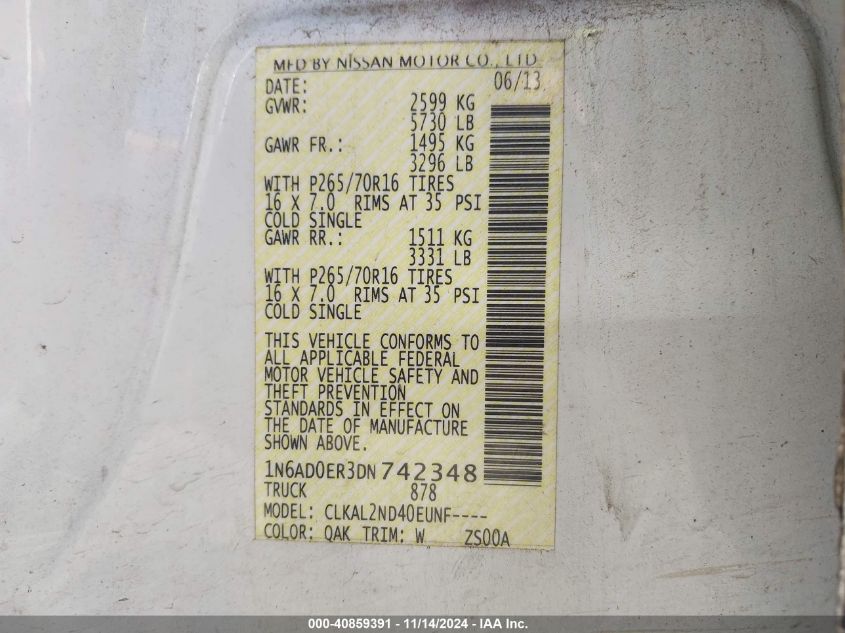 MFD BY NISSAN MOTOR CO., LTD.
DATE: 06/13
GVWR: 2599 KG
5730 LB
GAWR FR.: 1495 KG
3296 LB
WITH P265/70R16 TIRES
16 X 7.0 RIMS AT 35 PSI
COLD SINGLE
GAWR RR.: 1511 KG
3331 LB
WITH P265/70R16 TIRES
16 X 7.0 RIMS AT 35 PSI
COLD SINGLE
THIS VEHICLE CONFORMS TO
ALL APPLICABLE FEDERAL
MOTOR VEHICLE SAFETY AND
THEFT PREVENTION
STANDARDS IN EFFECT ON
THE DATE OF MANUFACTURE
SHOWN ABOVE.
1N6AD0ER3DN742348
TRUCK 878
MODEL: CLKAL2ND40EUNF----
COLOR: QAK TRIM: W ZS00A
000-40859391 - 11/14/2024 - IAA Inc.